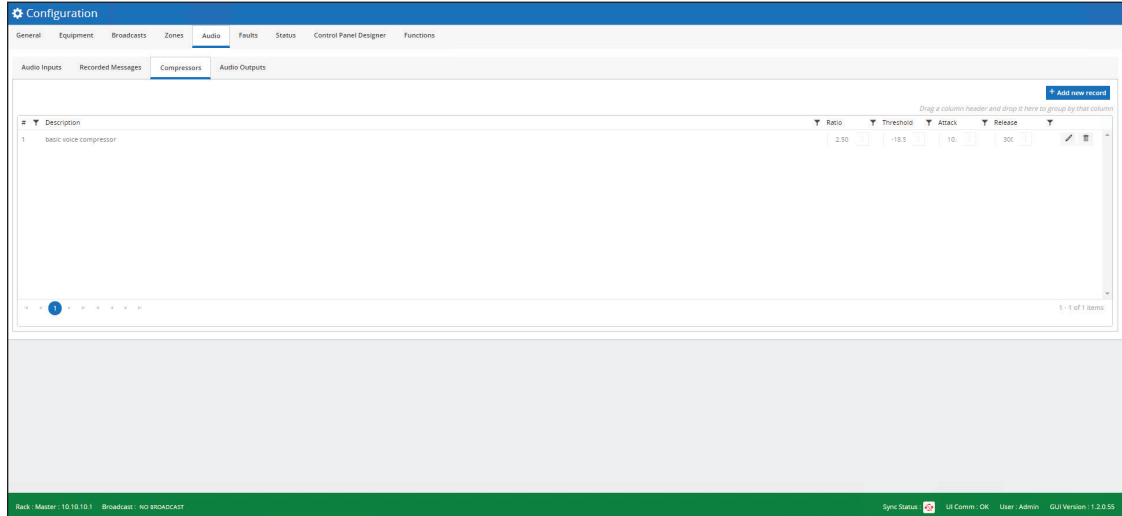 Configuration
General Equipment Broadcasts Zones Audio Faults Status Control Panel Designer Functions
Audio Inputs Recorded Messages Compressors Audio Outputs
+ Add new record
Drag a column header and drop it here to group by that column
# Description Ratio Threshold Attack Release
1 basic voice compressor 2.50 -18.5 10. 300
1 1 - 1 of 1 items
Rack : Master : 10.10.10.1 Broadcast : NO BROADCAST Sync Status : UI Comm : OK User : Admin GUI Version : 1.2.0.55